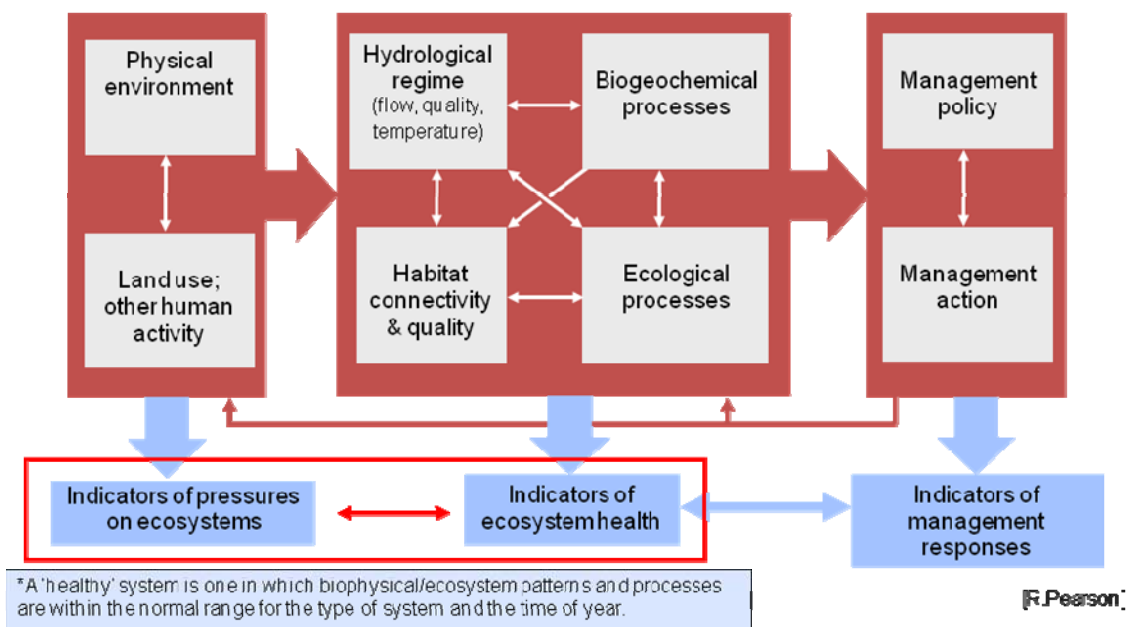 Physical
environment
Land use;
other human
activity
Hydrological
regime
(flow, quality,
temperature)
Biogeochemical
processes
Habitat
connectivity
& quality
Ecological
processes
Management
policy
Management
action
Indicators of pressures
on ecosystems
Indicators of
ecosystem health
Indicators of
management
responses
*A 'healthy' system is one in which biophysical/ecosystem patterns and processes
are within the normal range for the type of system and the time of year.
[R.Pearson]